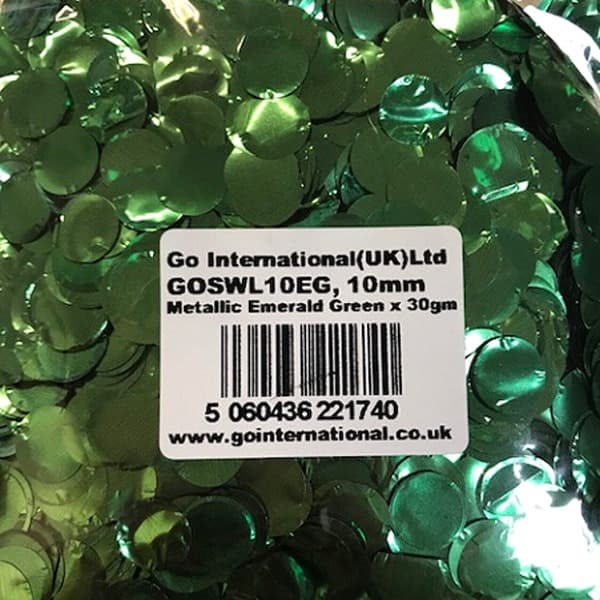 Go International(UK)Ltd
GOSWL10EG, 10mm
Metallic Emerald Green x 30gm
5 060436 221740
www.gointernational.co.uk